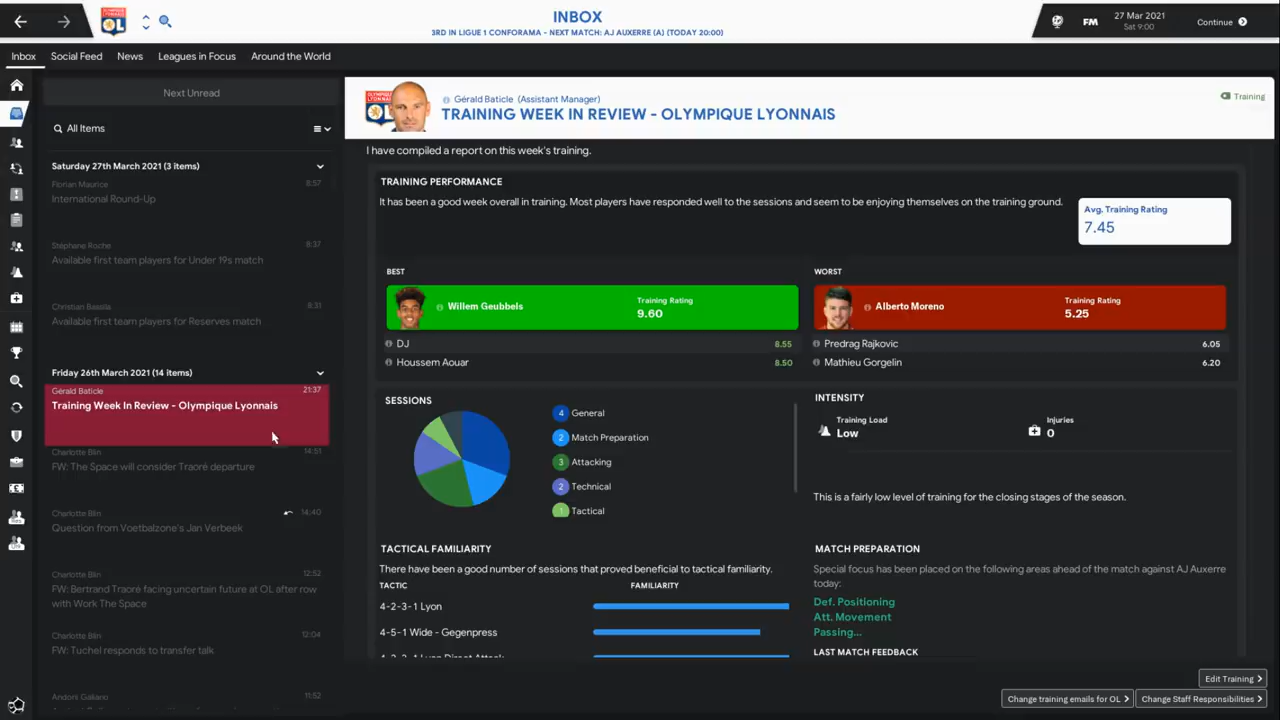 INBOX
3RD IN LIGUE 1 CONFORAMA - NEXT MATCH: AJ AUXERRE (A) (TODAY 20:00)
FM
27 Mar 2021
Sat 9:00
Continue
Inbox
Social Feed
News
Leagues in Focus
Around the World
Next Unread
All Items
Saturday 27th March 2021 (3 items)
Florian Maurice
8:57
International Round-Up
Stéphane Roche
8:37
Available first team players for Under 19s match
Christian Bassila
8:31
Available first team players for Reserves match
Friday 26th March 2021 (14 items)
Gérald Baticle
21:37
Training Week In Review - Olympique Lyonnais
Charlotte Blin
14:51
FW: The Space will consider Traoré departure
Charlotte Blin
14:40
Question from Voetbalzone's Jan Verbeek
Charlotte Blin
12:52
FW: Bertrand Traoré facing uncertain future at OL after row
with Work The Space
Charlotte Blin
12:04
FW: Tuchel responds to transfer talk
Andoni Galiano
11:52
Gérald Baticle (Assistant Manager)
TRAINING WEEK IN REVIEW - OLYMPIQUE LYONNAIS
Training
I have compiled a report on this week's training.
TRAINING PERFORMANCE
It has been a good week overall in training. Most players have responded well to the sessions and seem to be enjoying themselves on the training ground.
Avg. Training Rating
7.45
BEST
Willem Geubbels
Training Rating
9.60
DJ
8.55
Houssem Aouar
8.50
WORST
Alberto Moreno
Training Rating
5.25
Predrag Rajkovic
6.05
Mathieu Gorgelin
6.20
SESSIONS
4 General
2 Match Preparation
3 Attacking
2 Technical
1 Tactical
INTENSITY
Training Load
Low
Injuries
0
This is a fairly low level of training for the closing stages of the season.
TACTICAL FAMILIARITY
There have been a good number of sessions that proved beneficial to tactical familiarity.
TACTIC
FAMILIARITY
4-2-3-1 Lyon
4-5-1 Wide - Gegenpress
4-2-3-1 Lyon Direct Attack
MATCH PREPARATION
Special focus has been placed on the following areas ahead of the match against AJ Auxerre
today:
Def. Positioning
Att. Movement
Passing...
LAST MATCH FEEDBACK
Edit Training
Change training emails for OL
Change Staff Responsibilities